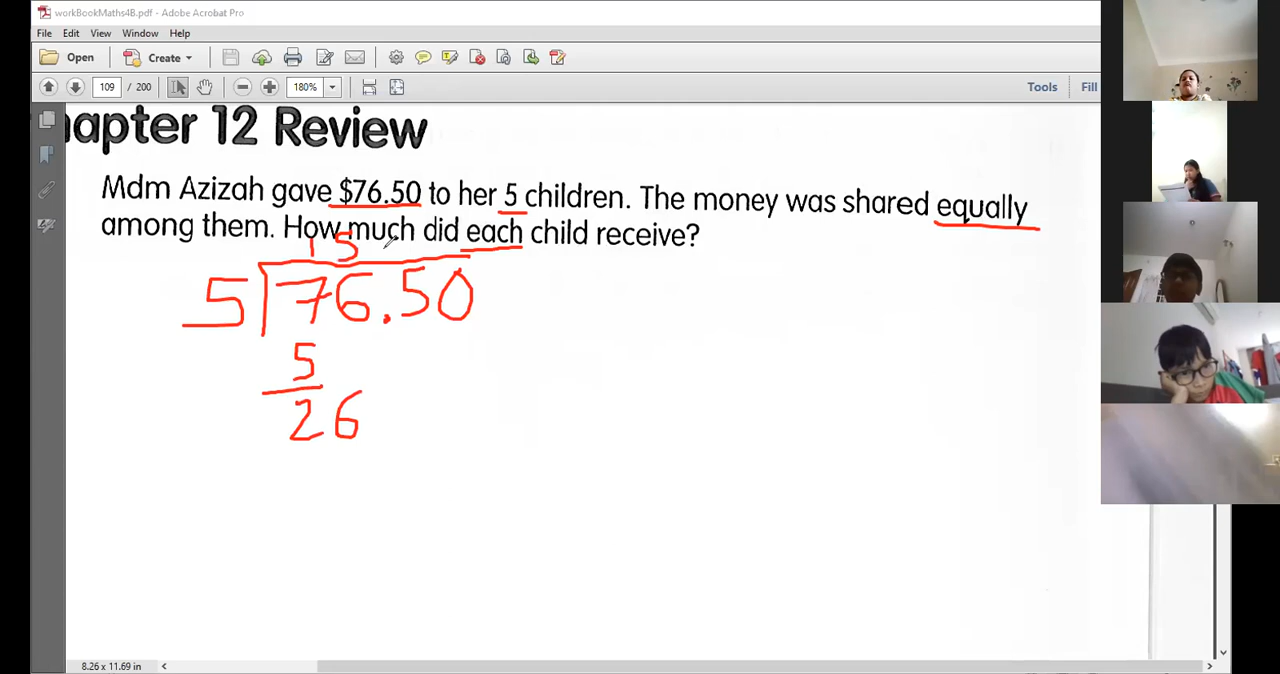 workBookMaths4B.pdf - Adobe Acrobat Pro
File Edit View Window Help
Open Create
109 / 200 180% Tools Fill
hapter 12 Review
Mdm Azizah gave $76.50 to her 5 children. The money was shared equally
among them. How much did each child receive?
15
5 76.50
5
26
8.26 x 11.69 in